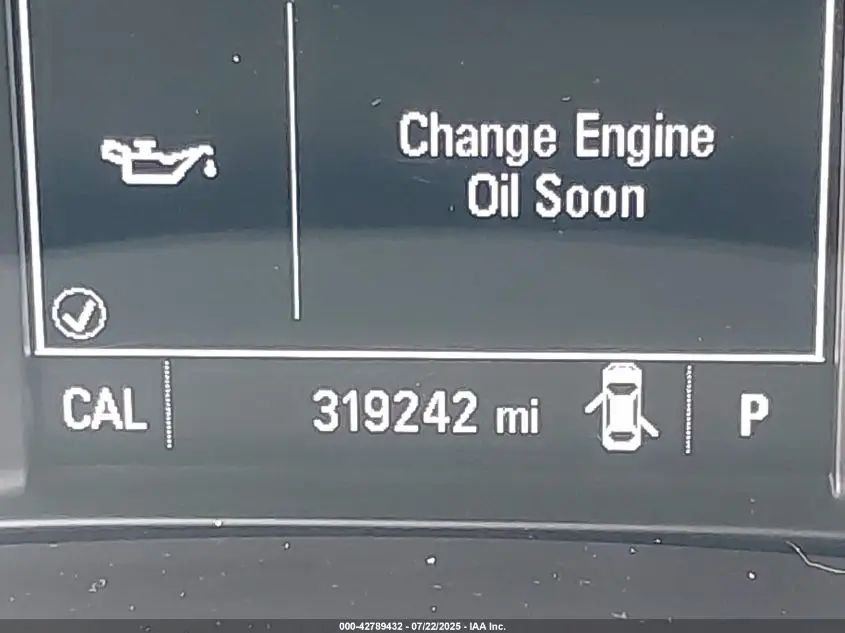 Change Engine
Oil Soon
CAL
319242 mi
P
000-42789432 - 07/22/2025 - IAA Inc.